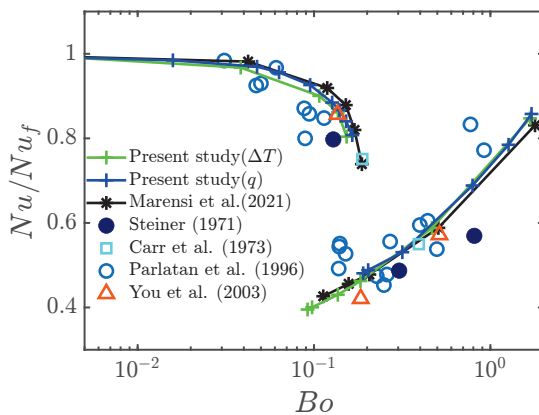 Nu/Nu_f
1
0.8
0.6
0.4
Present study(ΔT)
Present study(q)
Marensi et al.(2021)
Steiner (1971)
Carr et al. (1973)
Parlatan et al. (1996)
You et al. (2003)
10^{-2} 10^{-1} 10^{0}
Bo